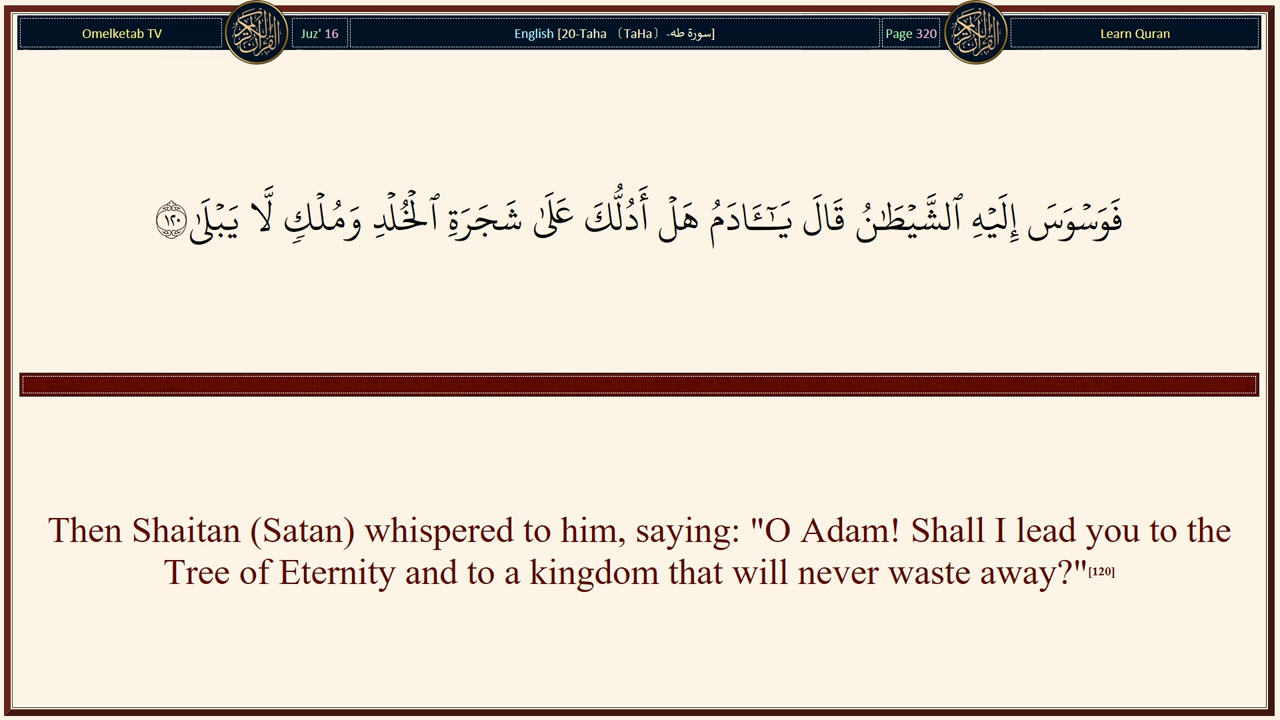 Omelketab TV
Juz' 16
English [20-Taha （TaHa）-سورة طه]
Page 320
Learn Quran
فَوَسۡوَسَ إِلَيۡهِ ٱلشَّيۡطَٰنُ قَالَ يَـٰٓـَٔادَمُ هَلۡ أَدُلُّكَ عَلَىٰ شَجَرَةِ ٱلۡخُلۡدِ وَمُلۡكٖ لَّا يَبۡلَىٰ ١٢٠
Then Shaitan (Satan) whispered to him, saying: "O Adam! Shall I lead you to the
Tree of Eternity and to a kingdom that will never waste away?"[120]